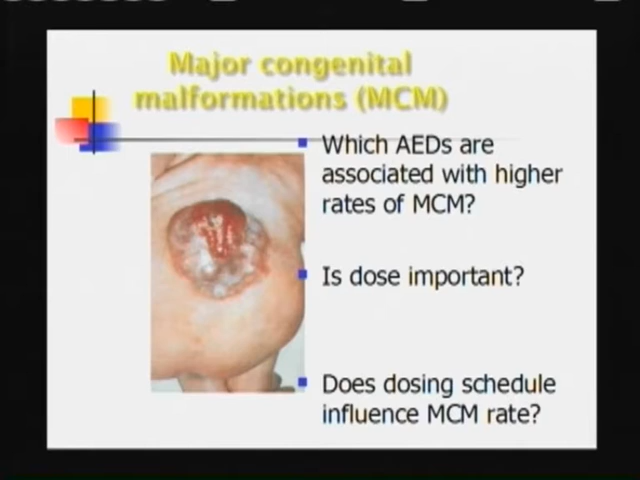 Major congenital
malformations (MCM)
Which AEDs are
associated with higher
rates of MCM?
Is dose important?
Does dosing schedule
influence MCM rate?